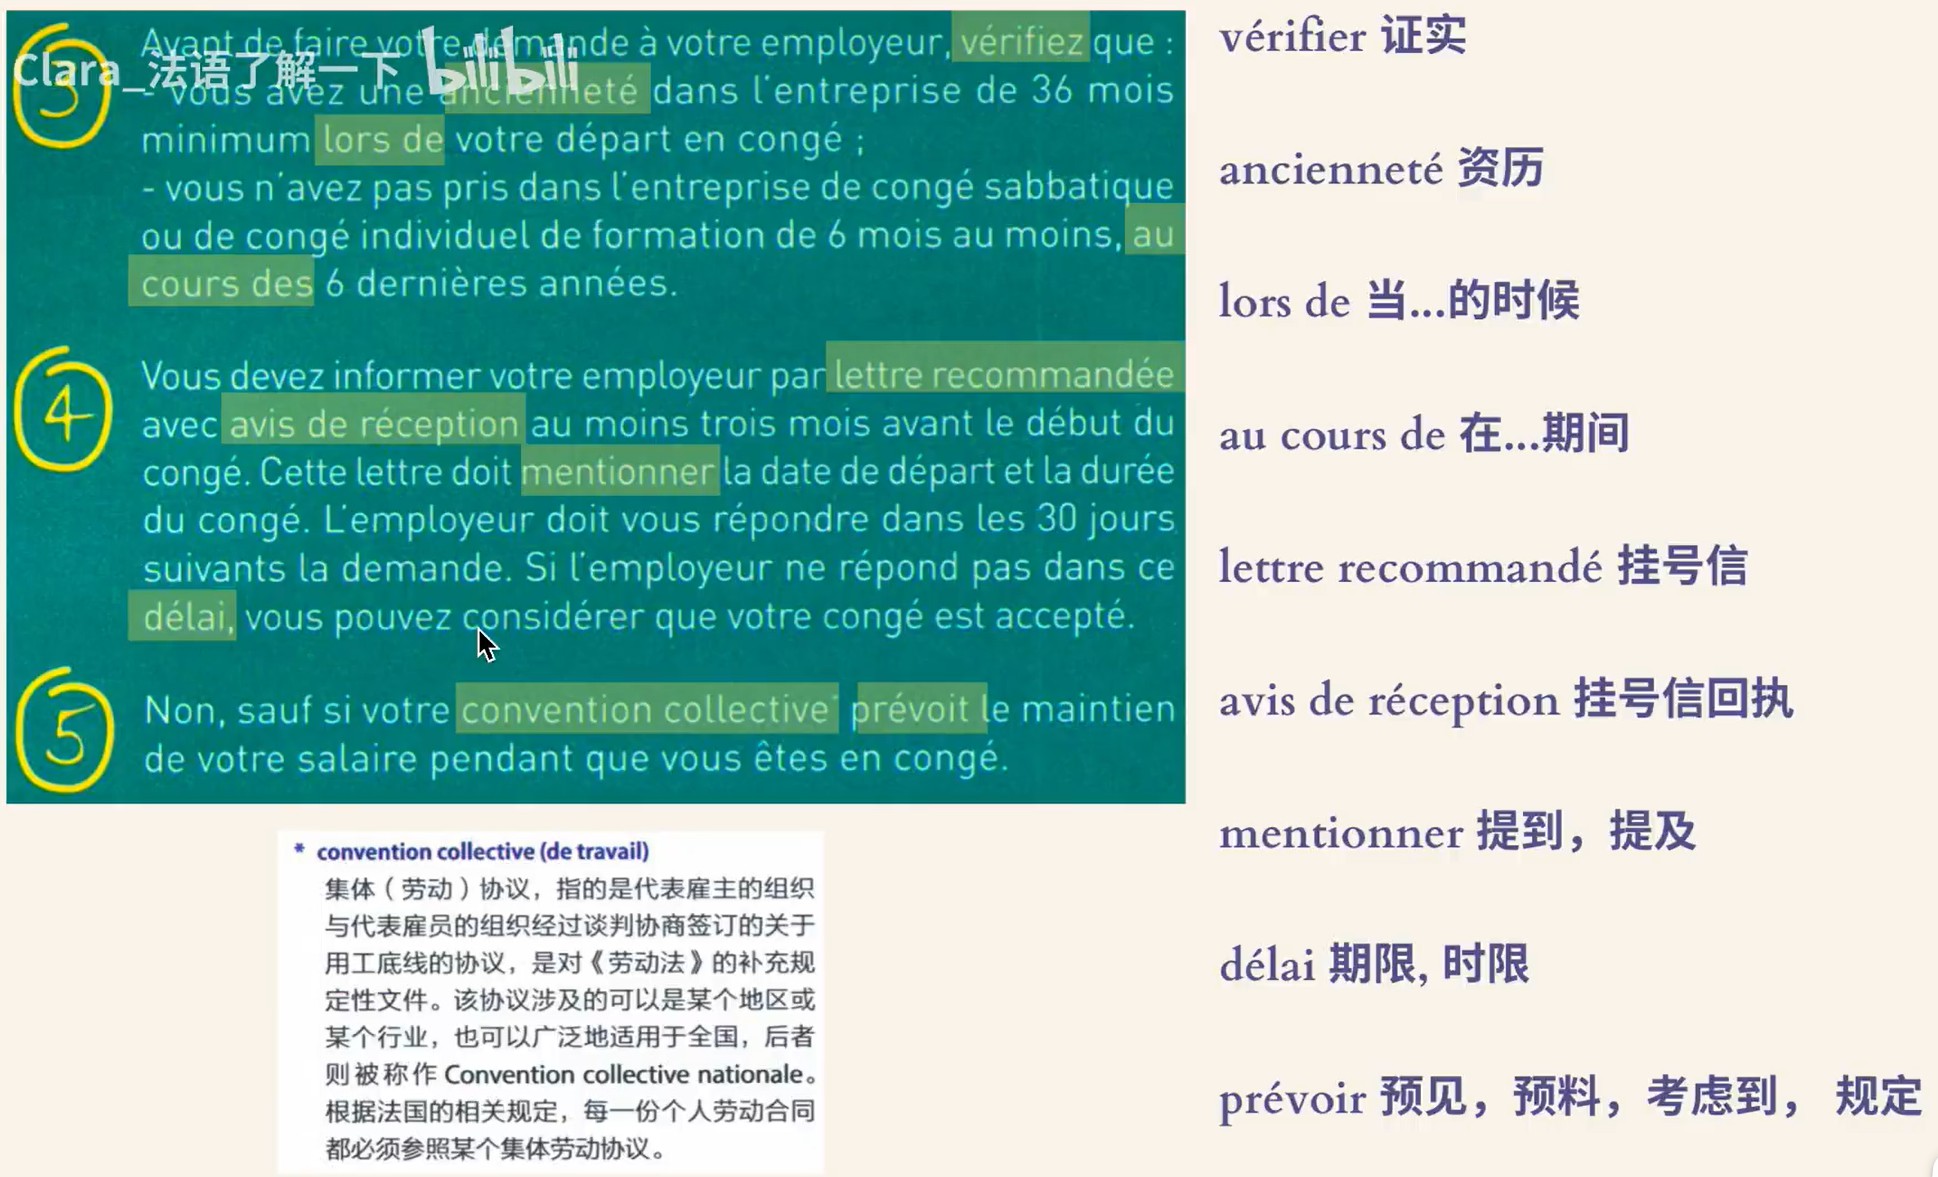 3
Avant de faire votre demande à votre employeur, vérifiez que :
Clara_法语了解一下 bilibili
- vous avez une ancienneté dans l'entreprise de 36 mois
minimum lors de votre départ en congé ;
- vous n'avez pas pris dans l'entreprise de congé sabbatique
ou de congé individuel de formation de 6 mois au moins, au
cours des 6 dernières années.
4
Vous devez informer votre employeur par lettre recommandée
avec avis de réception au moins trois mois avant le début du
congé. Cette lettre doit mentionner la date de départ et la durée
du congé. L'employeur doit vous répondre dans les 30 jours
suivants la demande. Si l'employeur ne répond pas dans ce
délai, vous pouvez considérer que votre congé est accepté.
5
Non, sauf si votre convention collective* prévoit le maintien
de votre salaire pendant que vous êtes en congé.
* convention collective (de travail)
集体（劳动）协议，指的是代表雇主的组织
与代表雇员的组织经过谈判协商签订的关于
用工底线的协议，是对《劳动法》的补充规
定性文件。该协议涉及的可以是某个地区或
某个行业，也可以广泛地适用于全国，后者
则被称作 Convention collective nationale。
根据法国的相关规定，每一份个人劳动合同
都必须参照某个集体劳动协议。
vérifier 证实
ancienneté 资历
lors de 当...的时候
au cours de 在...期间
lettre recommandé 挂号信
avis de réception 挂号信回执
mentionner 提到，提及
délai 期限, 时限
prévoir 预见，预料，考虑到， 规定